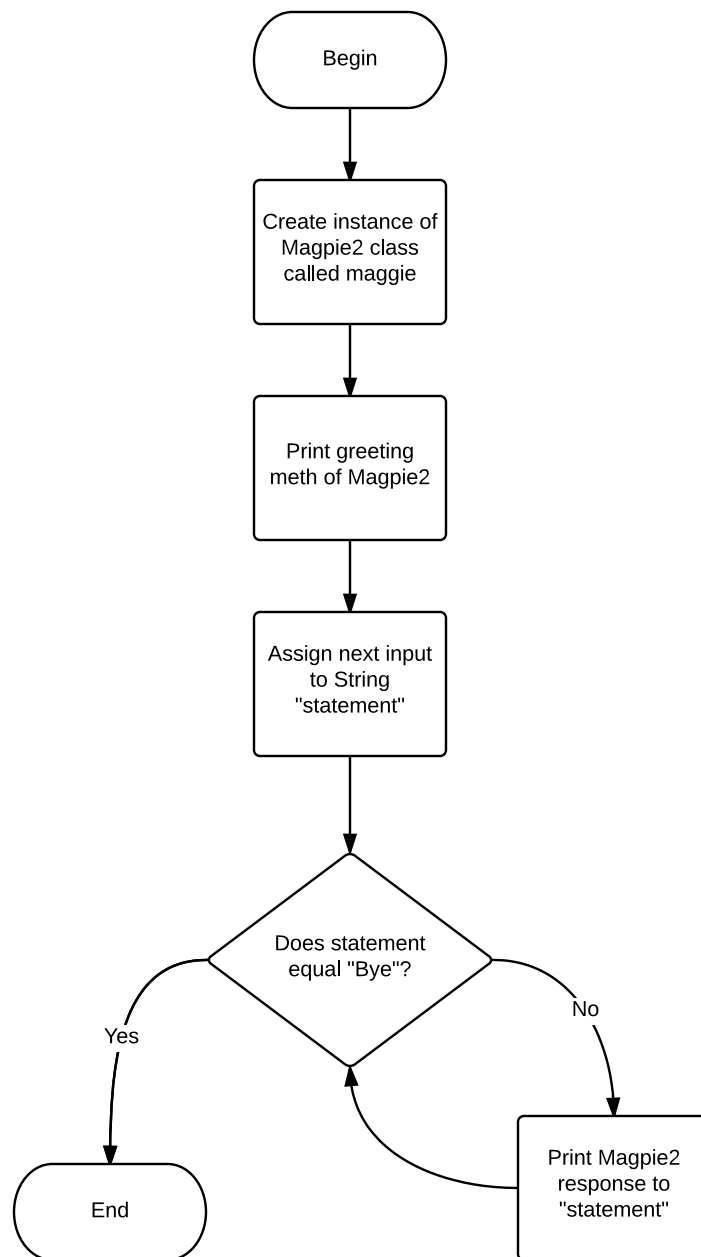 Begin
Create instance of
Magpie2 class
called maggie
Print greeting
meth of Magpie2
Assign next input
to String
"statement"
Does statement
equal "Bye"?
Yes
No
End
Print Magpie2
response to
"statement"